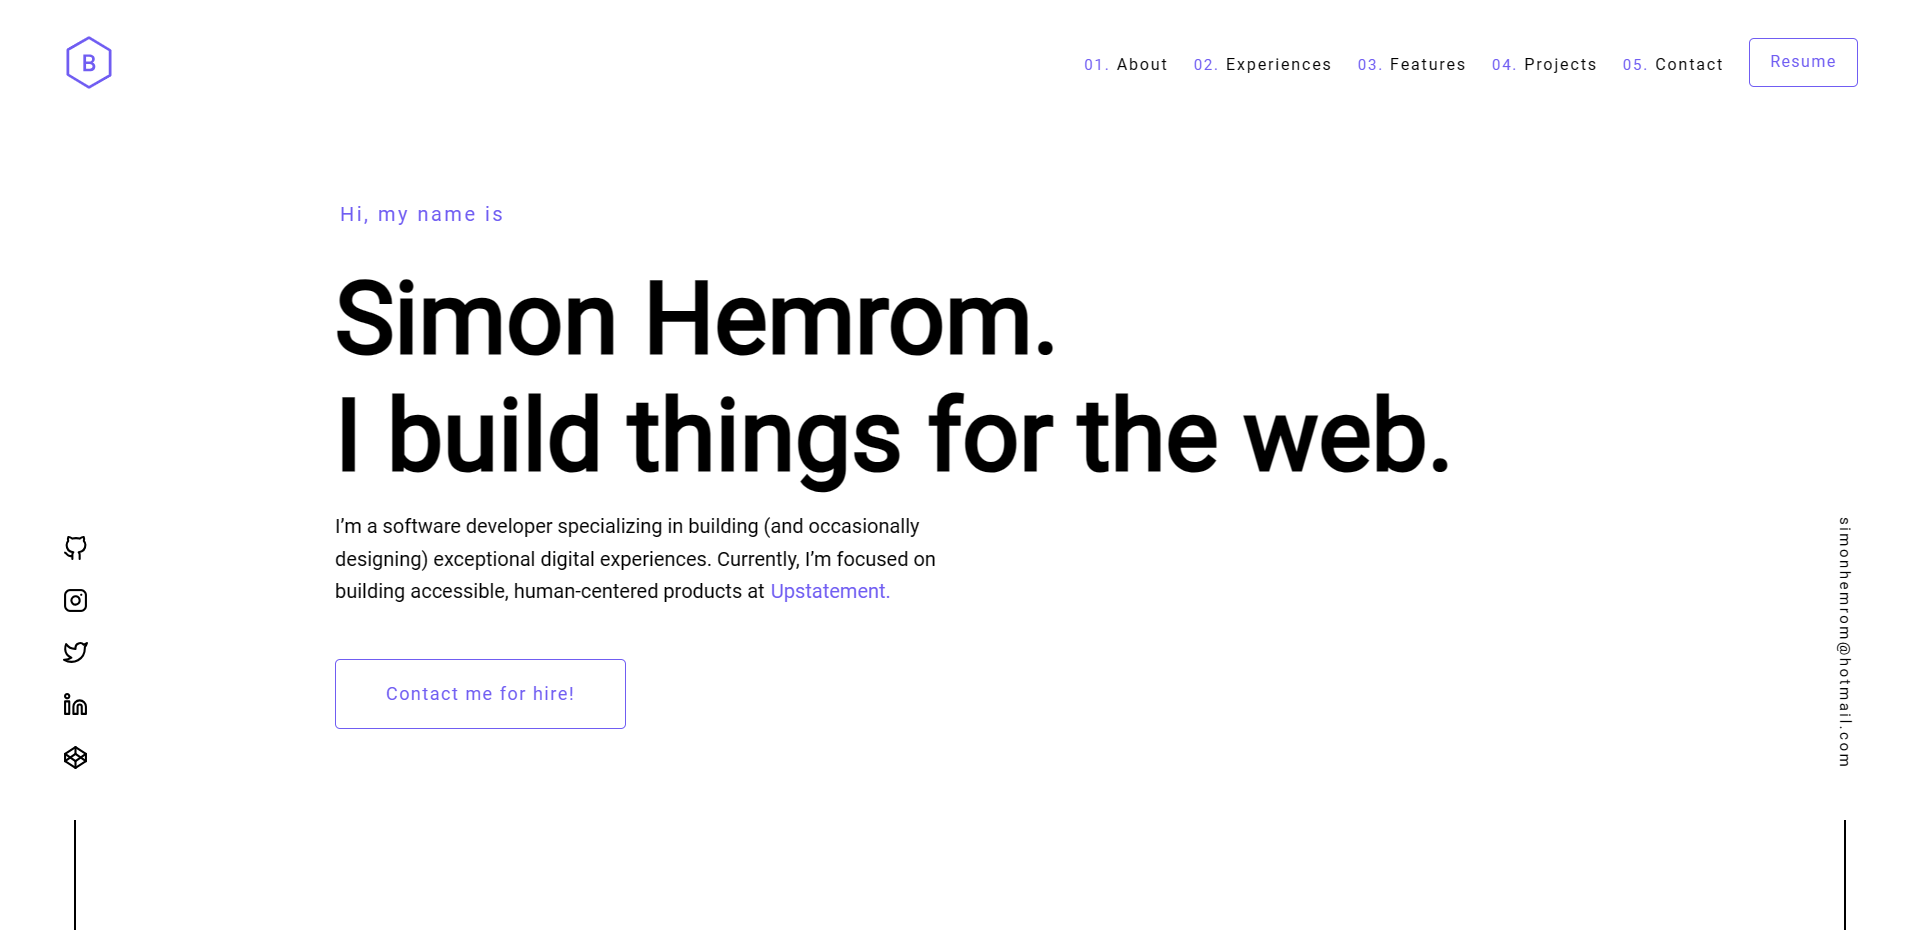 B
01. About 02. Experiences 03. Features 04. Projects 05. Contact Resume
Hi, my name is
Simon Hemrom.
I build things for the web.
I’m a software developer specializing in building (and occasionally
designing) exceptional digital experiences. Currently, I’m focused on
building accessible, human-centered products at Upstatement.
Contact me for hire!
simonhemrom@hotmail.com